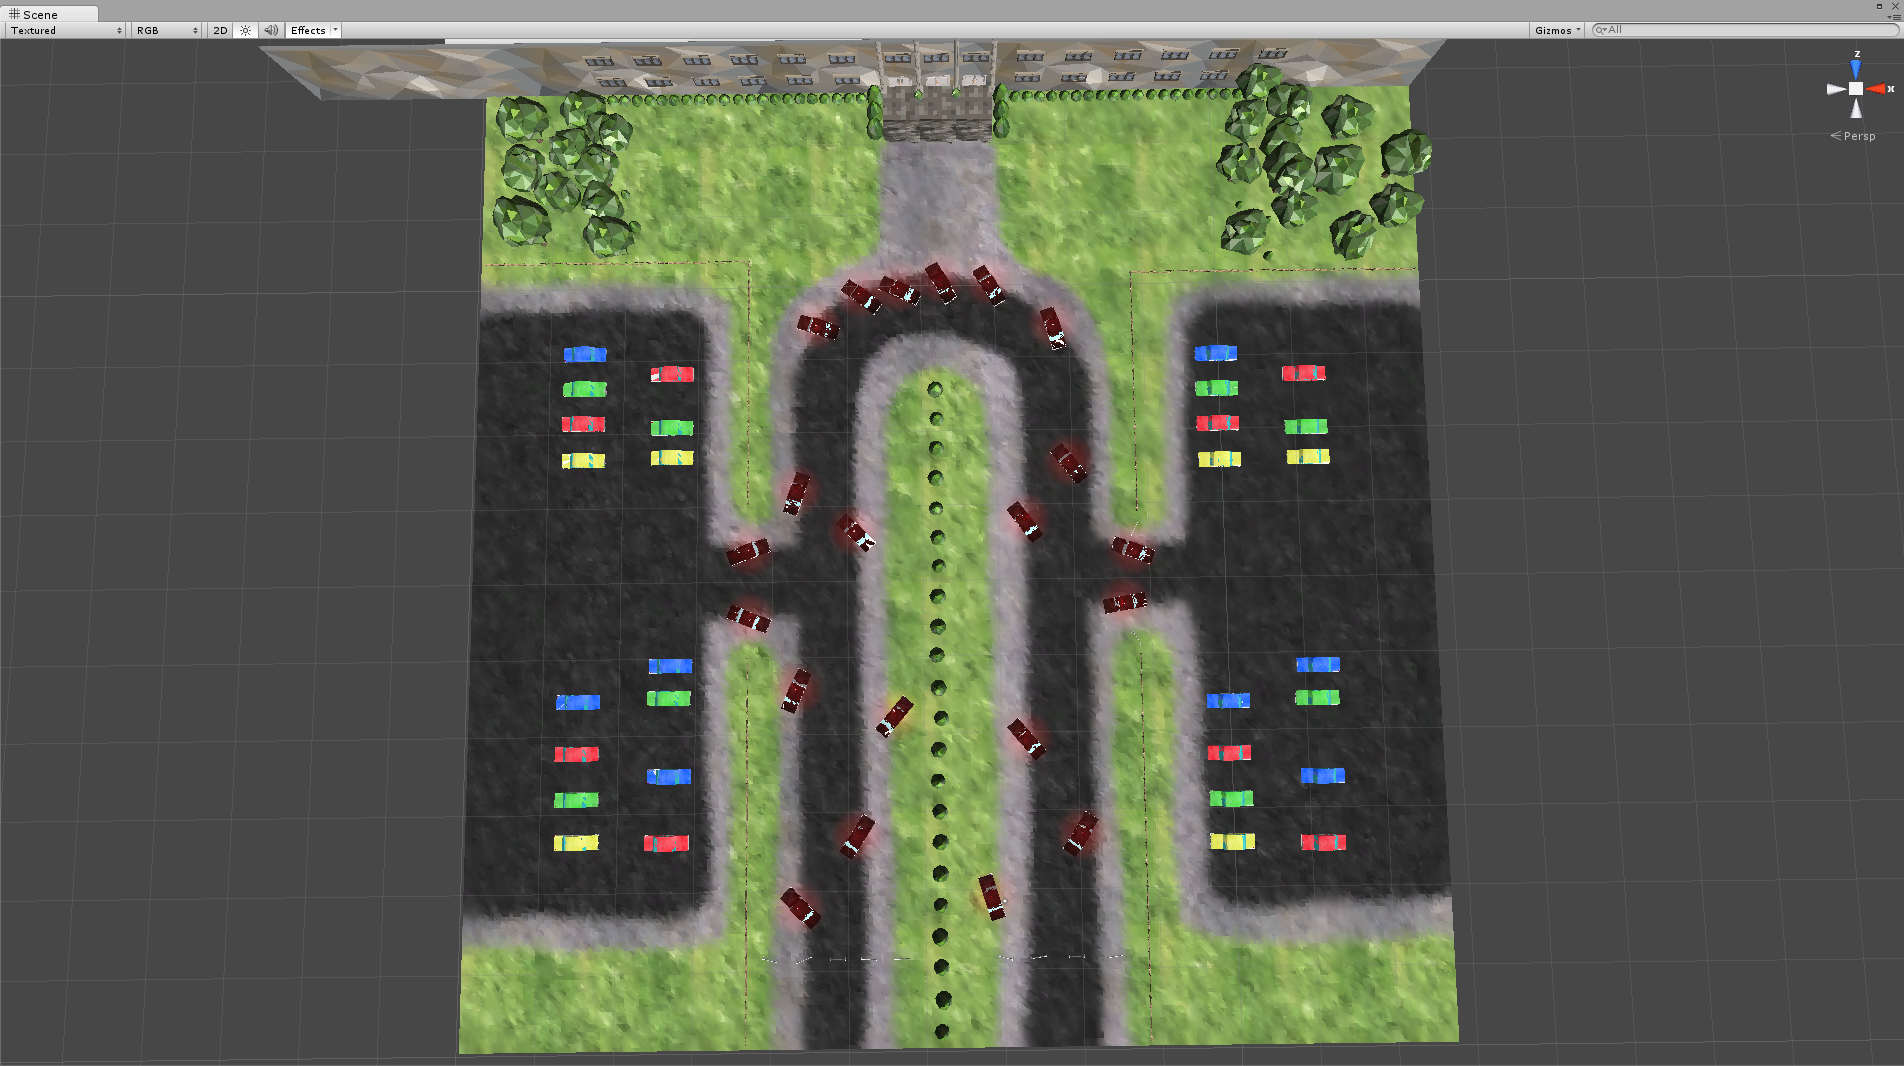 Scene
Textured RGB 2D Effects Gizmos All
z
x
Persp